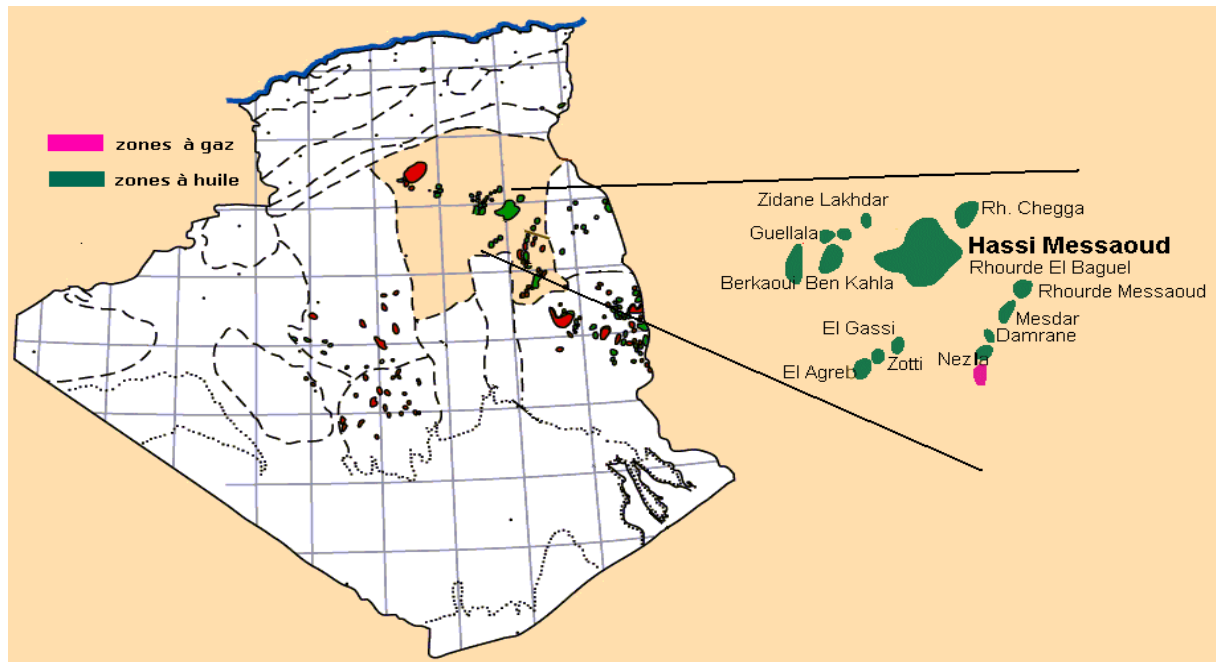 zones à gaz
zones à huile
Zidane Lakhdar
Rh. Chegga
Guellala
Hassi Messaoud
Rhourde El Baguel
Berkaoui Ben Kahla
Rhourde Messaoud
Mesdar
El Gassi
Damrane
Nezla
Zotti
El Agreb